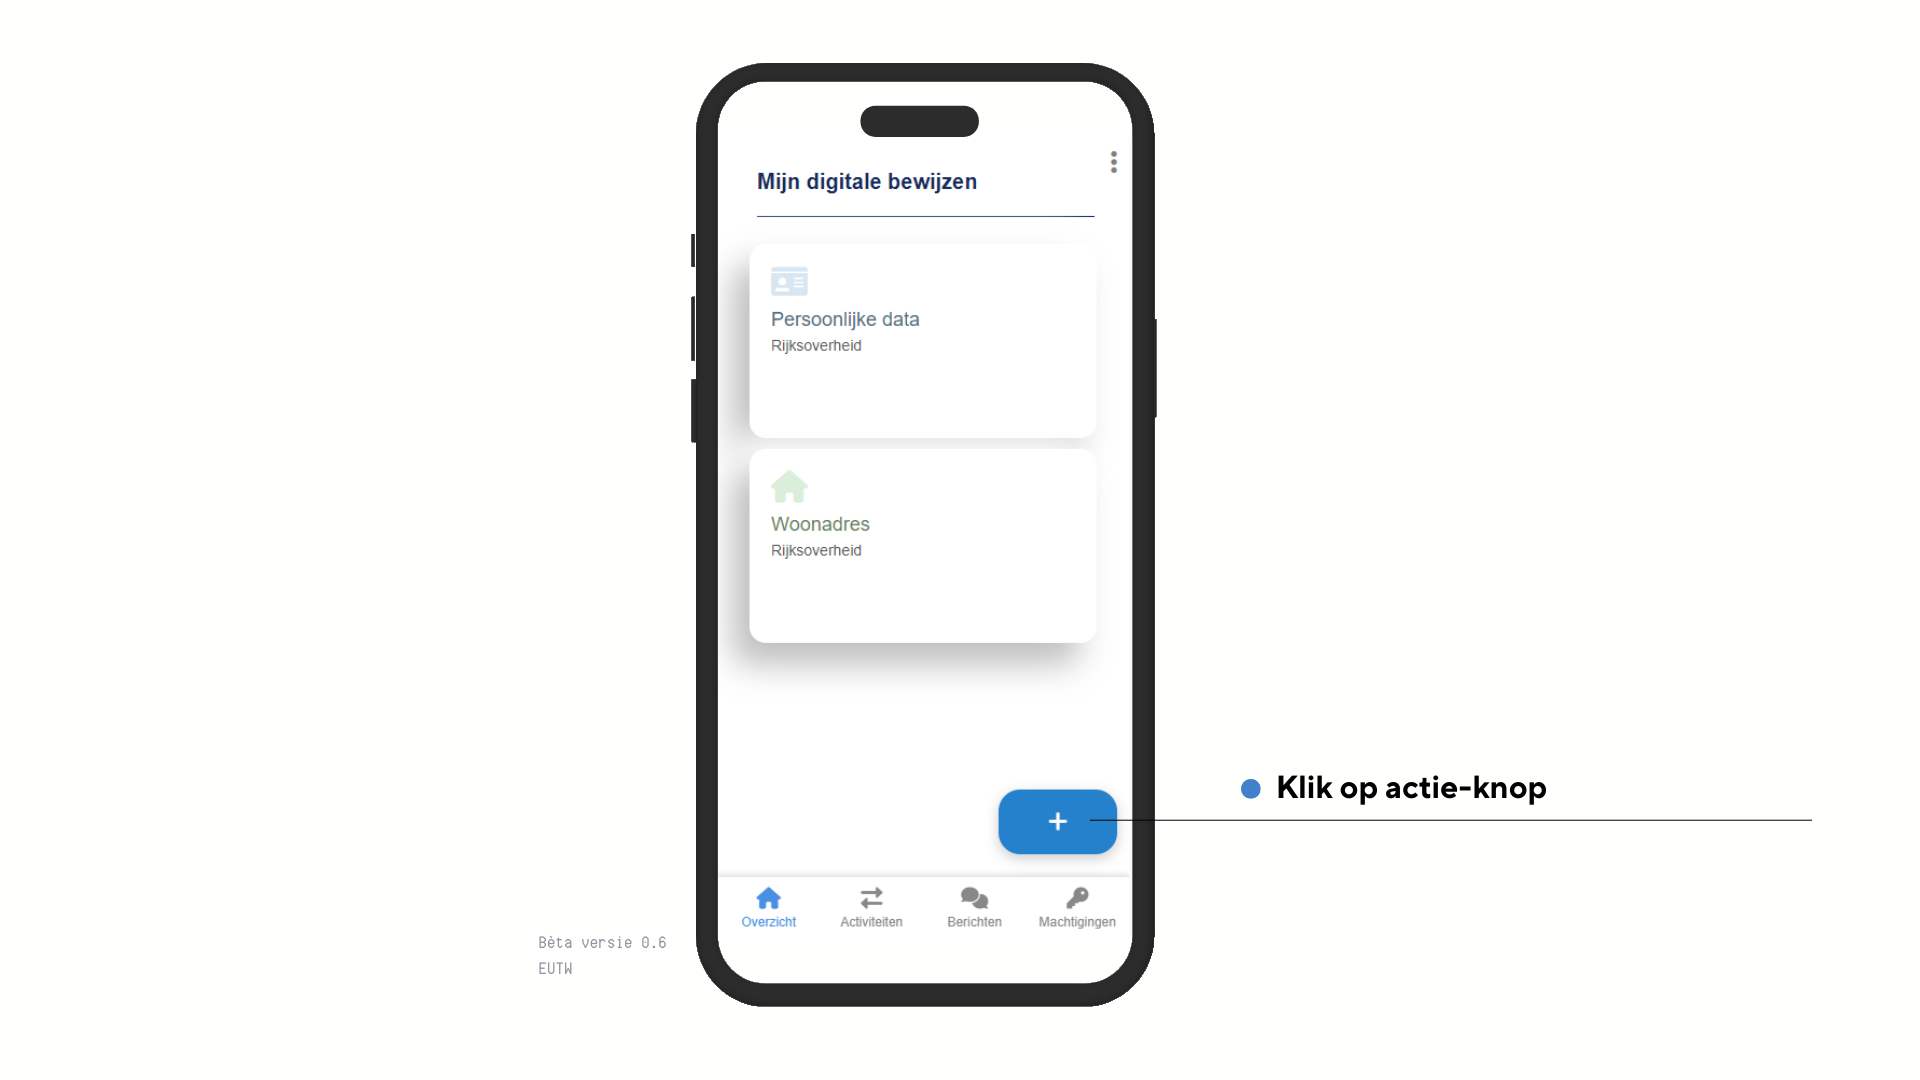 Mijn digitale bewijzen
Persoonlijke data
Rijksoverheid
Woonadres
Rijksoverheid
Klik op actie-knop
+
Overzicht
Activiteiten
Berichten
Machtigingen
Bèta versie 0.6
EUTW